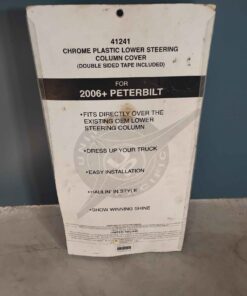 41241
CHROME PLASTIC LOWER STEERING
COLUMN COVER
(DOUBLE SIDED TAPE INCLUDED)
FOR
2006+ PETERBILT
•FITS DIRECTLY OVER THE
EXISTING OEM LOWER
STEERING COLUMN
•DRESS UP YOUR TRUCK
•EASY INSTALLATION
•HAULIN' IN STYLE
•SHOW WINNING SHINE